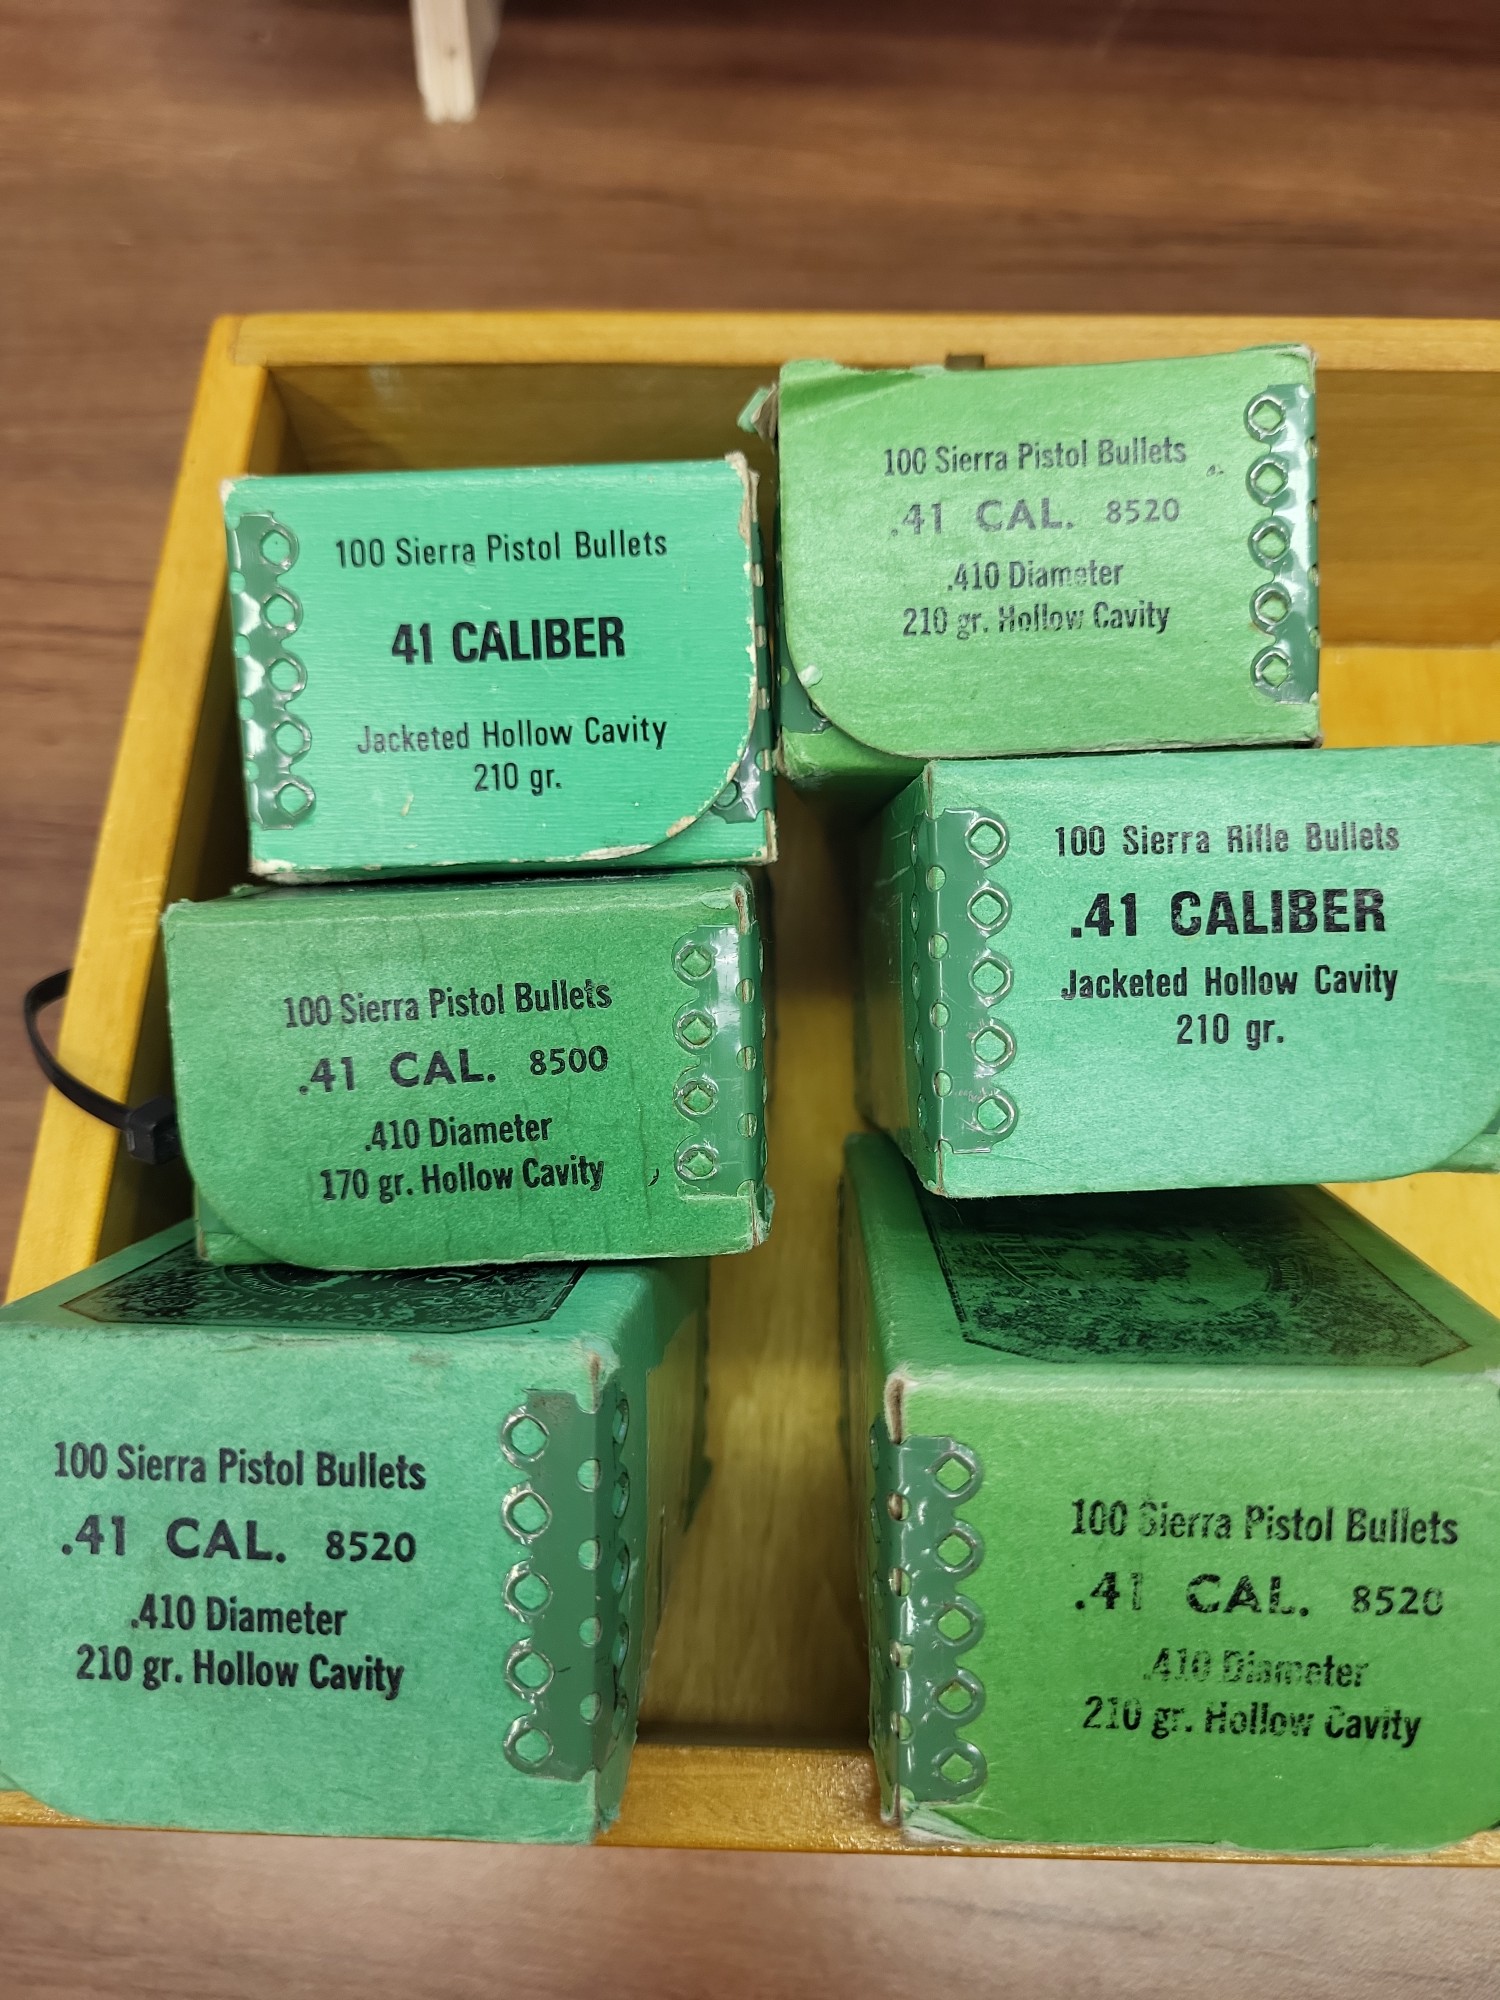 100 Sierra Pistol Bullets
41 CALIBER
Jacketed Hollow Cavity
210 gr.
100 Sierra Pistol Bullets
.41 CAL. 8520
.410 Diameter
210 gr. Hollow Cavity
100 Sierra Pistol Bullets
.41 CAL. 8500
.410 Diameter
170 gr. Hollow Cavity
100 Sierra Rifle Bullets
.41 CALIBER
Jacketed Hollow Cavity
210 gr.
100 Sierra Pistol Bullets
.41 CAL. 8520
.410 Diameter
210 gr. Hollow Cavity
100 Sierra Pistol Bullets
.41 CAL. 8520
.410 Diameter
210 gr. Hollow Cavity